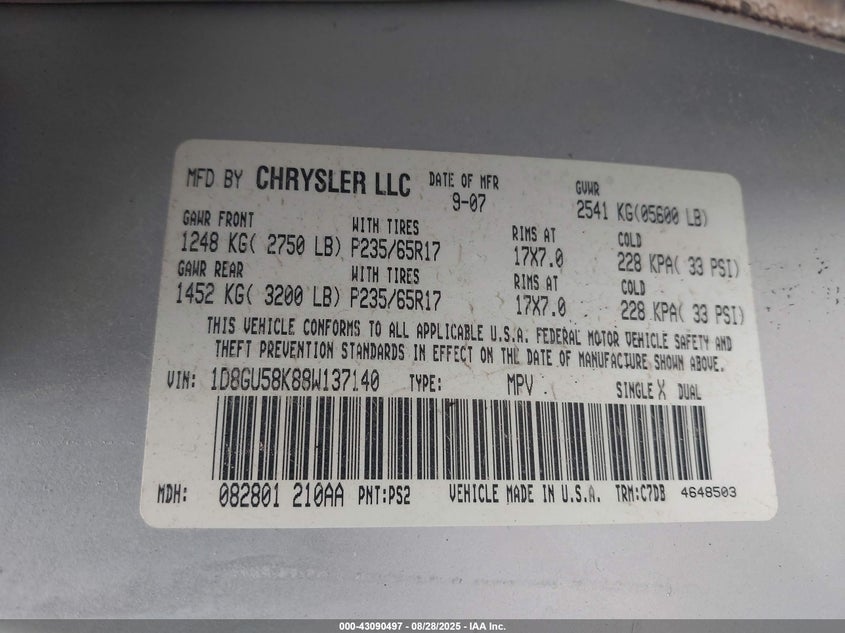 MFD BY CHRYSLER LLC DATE OF MFR 9-07 GVWR 2541 KG(05600 LB)
GAWR FRONT WITH TIRES RIMS AT COLD
1248 KG( 2750 LB) P235/65R17 17X7.0 228 KPA( 33 PSI)
GAWR REAR WITH TIRES RIMS AT COLD
1452 KG( 3200 LB) P235/65R17 17X7.0 228 KPA( 33 PSI)
THIS VEHICLE CONFORMS TO ALL APPLICABLE U.S.A. FEDERAL MOTOR VEHICLE SAFETY AND
THEFT PREVENTION STANDARDS IN EFFECT ON THE DATE OF MANUFACTURE SHOWN ABOVE.
VIN: 1D8GU58K88W137140 TYPE: MPV SINGLE X DUAL
MDH: 082801 210AA PNT:PS2 VEHICLE MADE IN U.S.A. TRM:C7DB 4648503
000-43090497 - 08/28/2025 - IAA Inc.